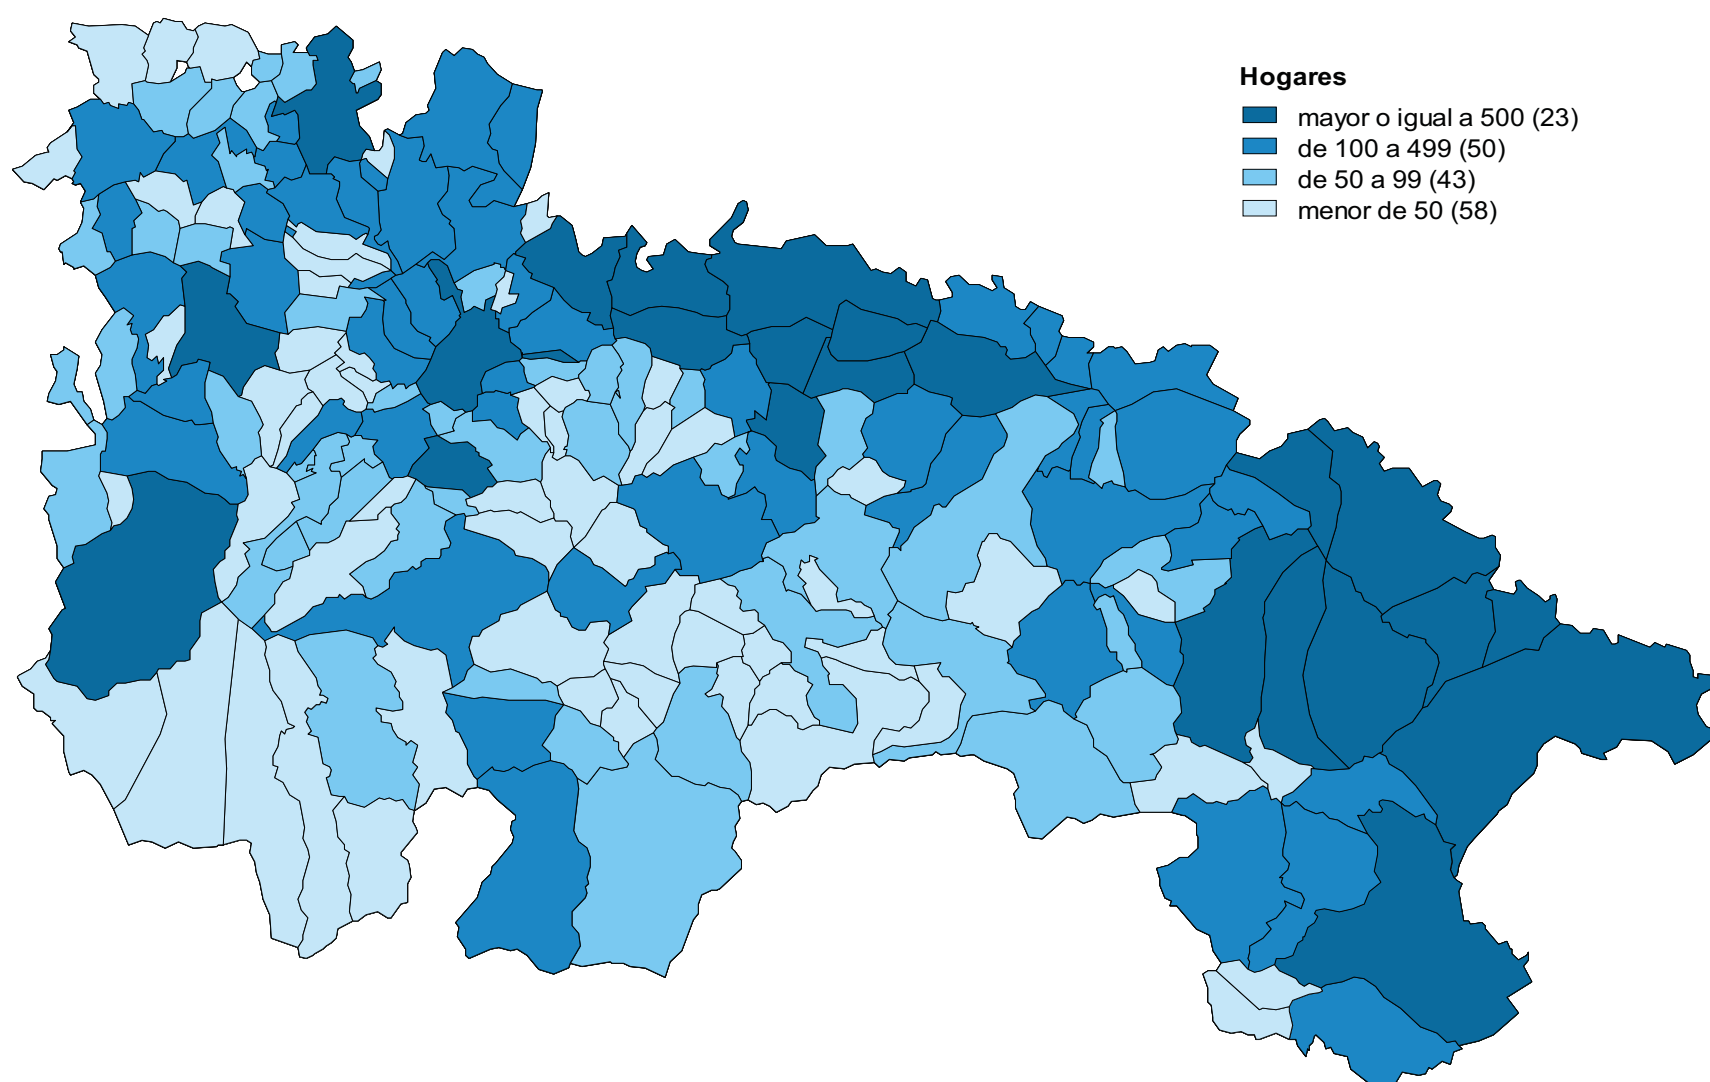 Hogares
mayor o igual a 500 (23)
de 100 a 499 (50)
de 50 a 99 (43)
menor de 50 (58)